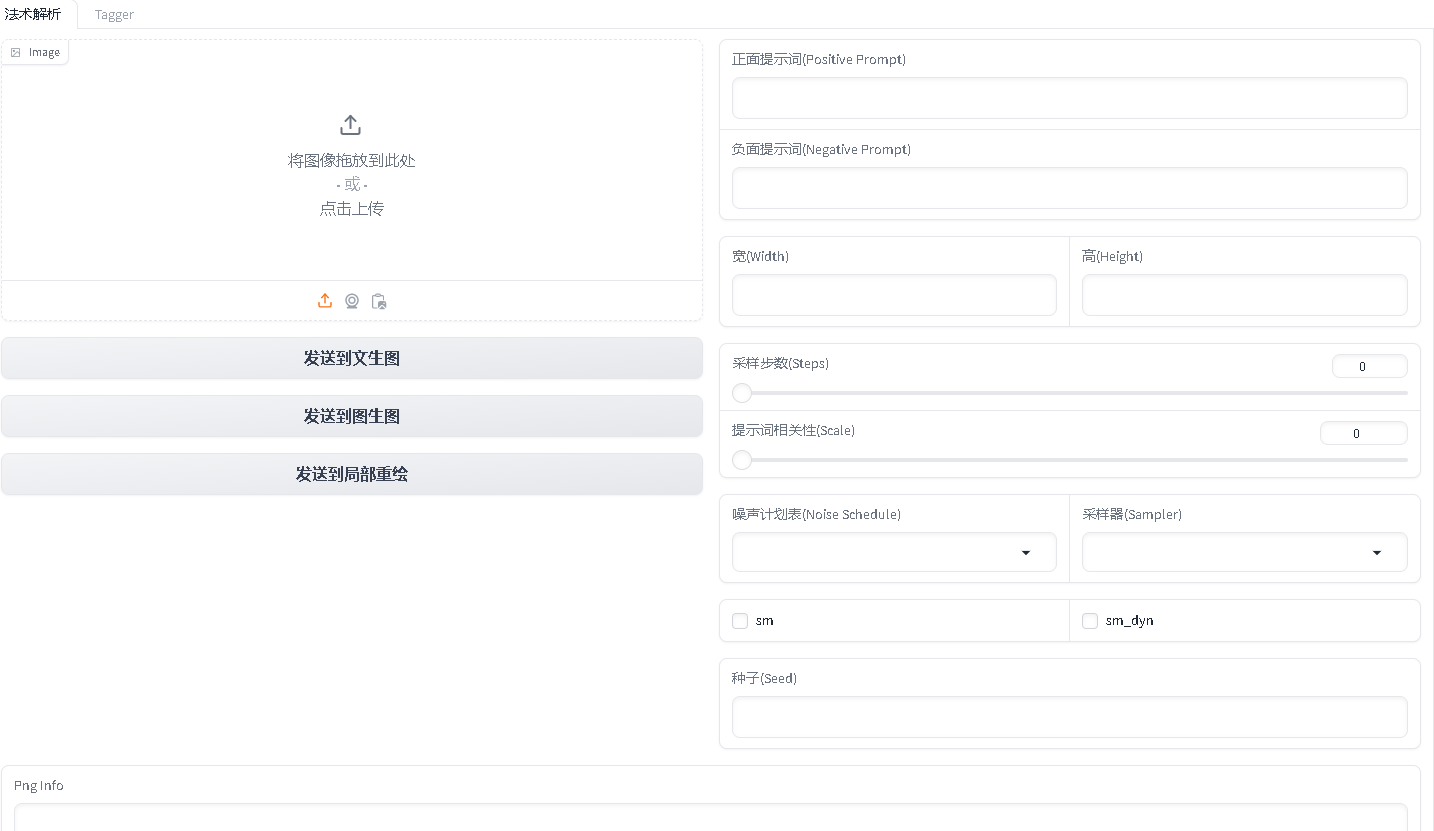 法术解析
Tagger
Image
将图像拖放到此处
- 或 -
点击上传
发送到文生图
发送到图生图
发送到局部重绘
正面提示词(Positive Prompt)
负面提示词(Negative Prompt)
宽(Width)
高(Height)
采样步数(Steps)
0
提示词相关性(Scale)
0
噪声计划表(Noise Schedule)
采样器(Sampler)
sm
sm_dyn
种子(Seed)
Png Info